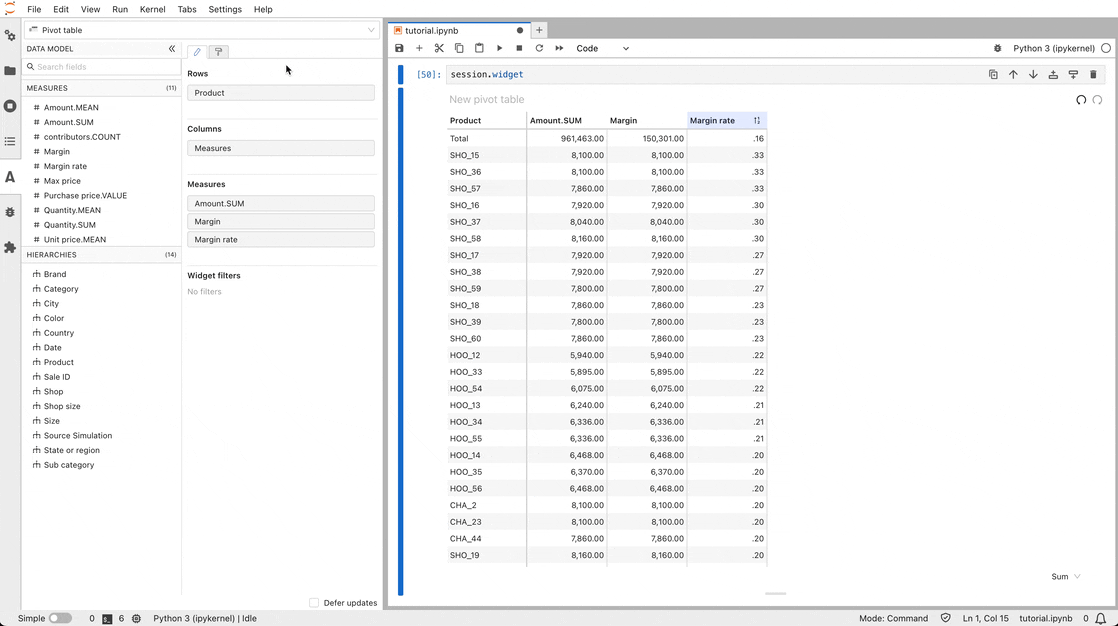 File Edit View Run Kernel Tabs Settings Help
Pivot table
DATA MODEL
Search fields
MEASURES (11)
# Amount.MEAN
# Amount.SUM
# contributors.COUNT
# Margin
# Margin rate
# Max price
# Purchase price.VALUE
# Quantity.MEAN
# Quantity.SUM
# Unit price.MEAN
HIERARCHIES (14)
Brand
Category
City
Color
Country
Date
Product
Sale ID
Shop
Shop size
Size
Source Simulation
State or region
Sub category
Rows
Product
Columns
Measures
Measures
Amount.SUM
Margin
Margin rate
Widget filters
No filters
Defer updates
tutorial.ipynb
Code
Python 3 (ipykernel)
[50]: session.widget
New pivot table
Product Amount.SUM Margin Margin rate
Total 961,463.00 150,301.00 .16
SHO_15 8,100.00 8,100.00 .33
SHO_36 8,100.00 8,100.00 .33
SHO_57 7,860.00 7,860.00 .33
SHO_16 7,920.00 7,920.00 .30
SHO_37 8,040.00 8,040.00 .30
SHO_58 8,160.00 8,160.00 .30
SHO_17 7,920.00 7,920.00 .27
SHO_38 7,920.00 7,920.00 .27
SHO_59 7,800.00 7,800.00 .27
SHO_18 7,860.00 7,860.00 .23
SHO_39 7,800.00 7,800.00 .23
SHO_60 7,860.00 7,860.00 .23
HOO_12 5,940.00 5,940.00 .22
HOO_33 5,895.00 5,895.00 .22
HOO_54 6,075.00 6,075.00 .22
HOO_13 6,240.00 6,240.00 .21
HOO_34 6,336.00 6,336.00 .21
HOO_55 6,336.00 6,336.00 .21
HOO_14 6,468.00 6,468.00 .20
HOO_35 6,370.00 6,370.00 .20
HOO_56 6,468.00 6,468.00 .20
CHA_2 8,100.00 8,100.00 .20
CHA_23 8,100.00 8,100.00 .20
CHA_44 7,860.00 7,860.00 .20
SHO_19 8,160.00 8,160.00 .20
Sum
Simple 0 6 Python 3 (ipykernel) | Idle Mode: Command Ln 1, Col 15 tutorial.ipynb 0